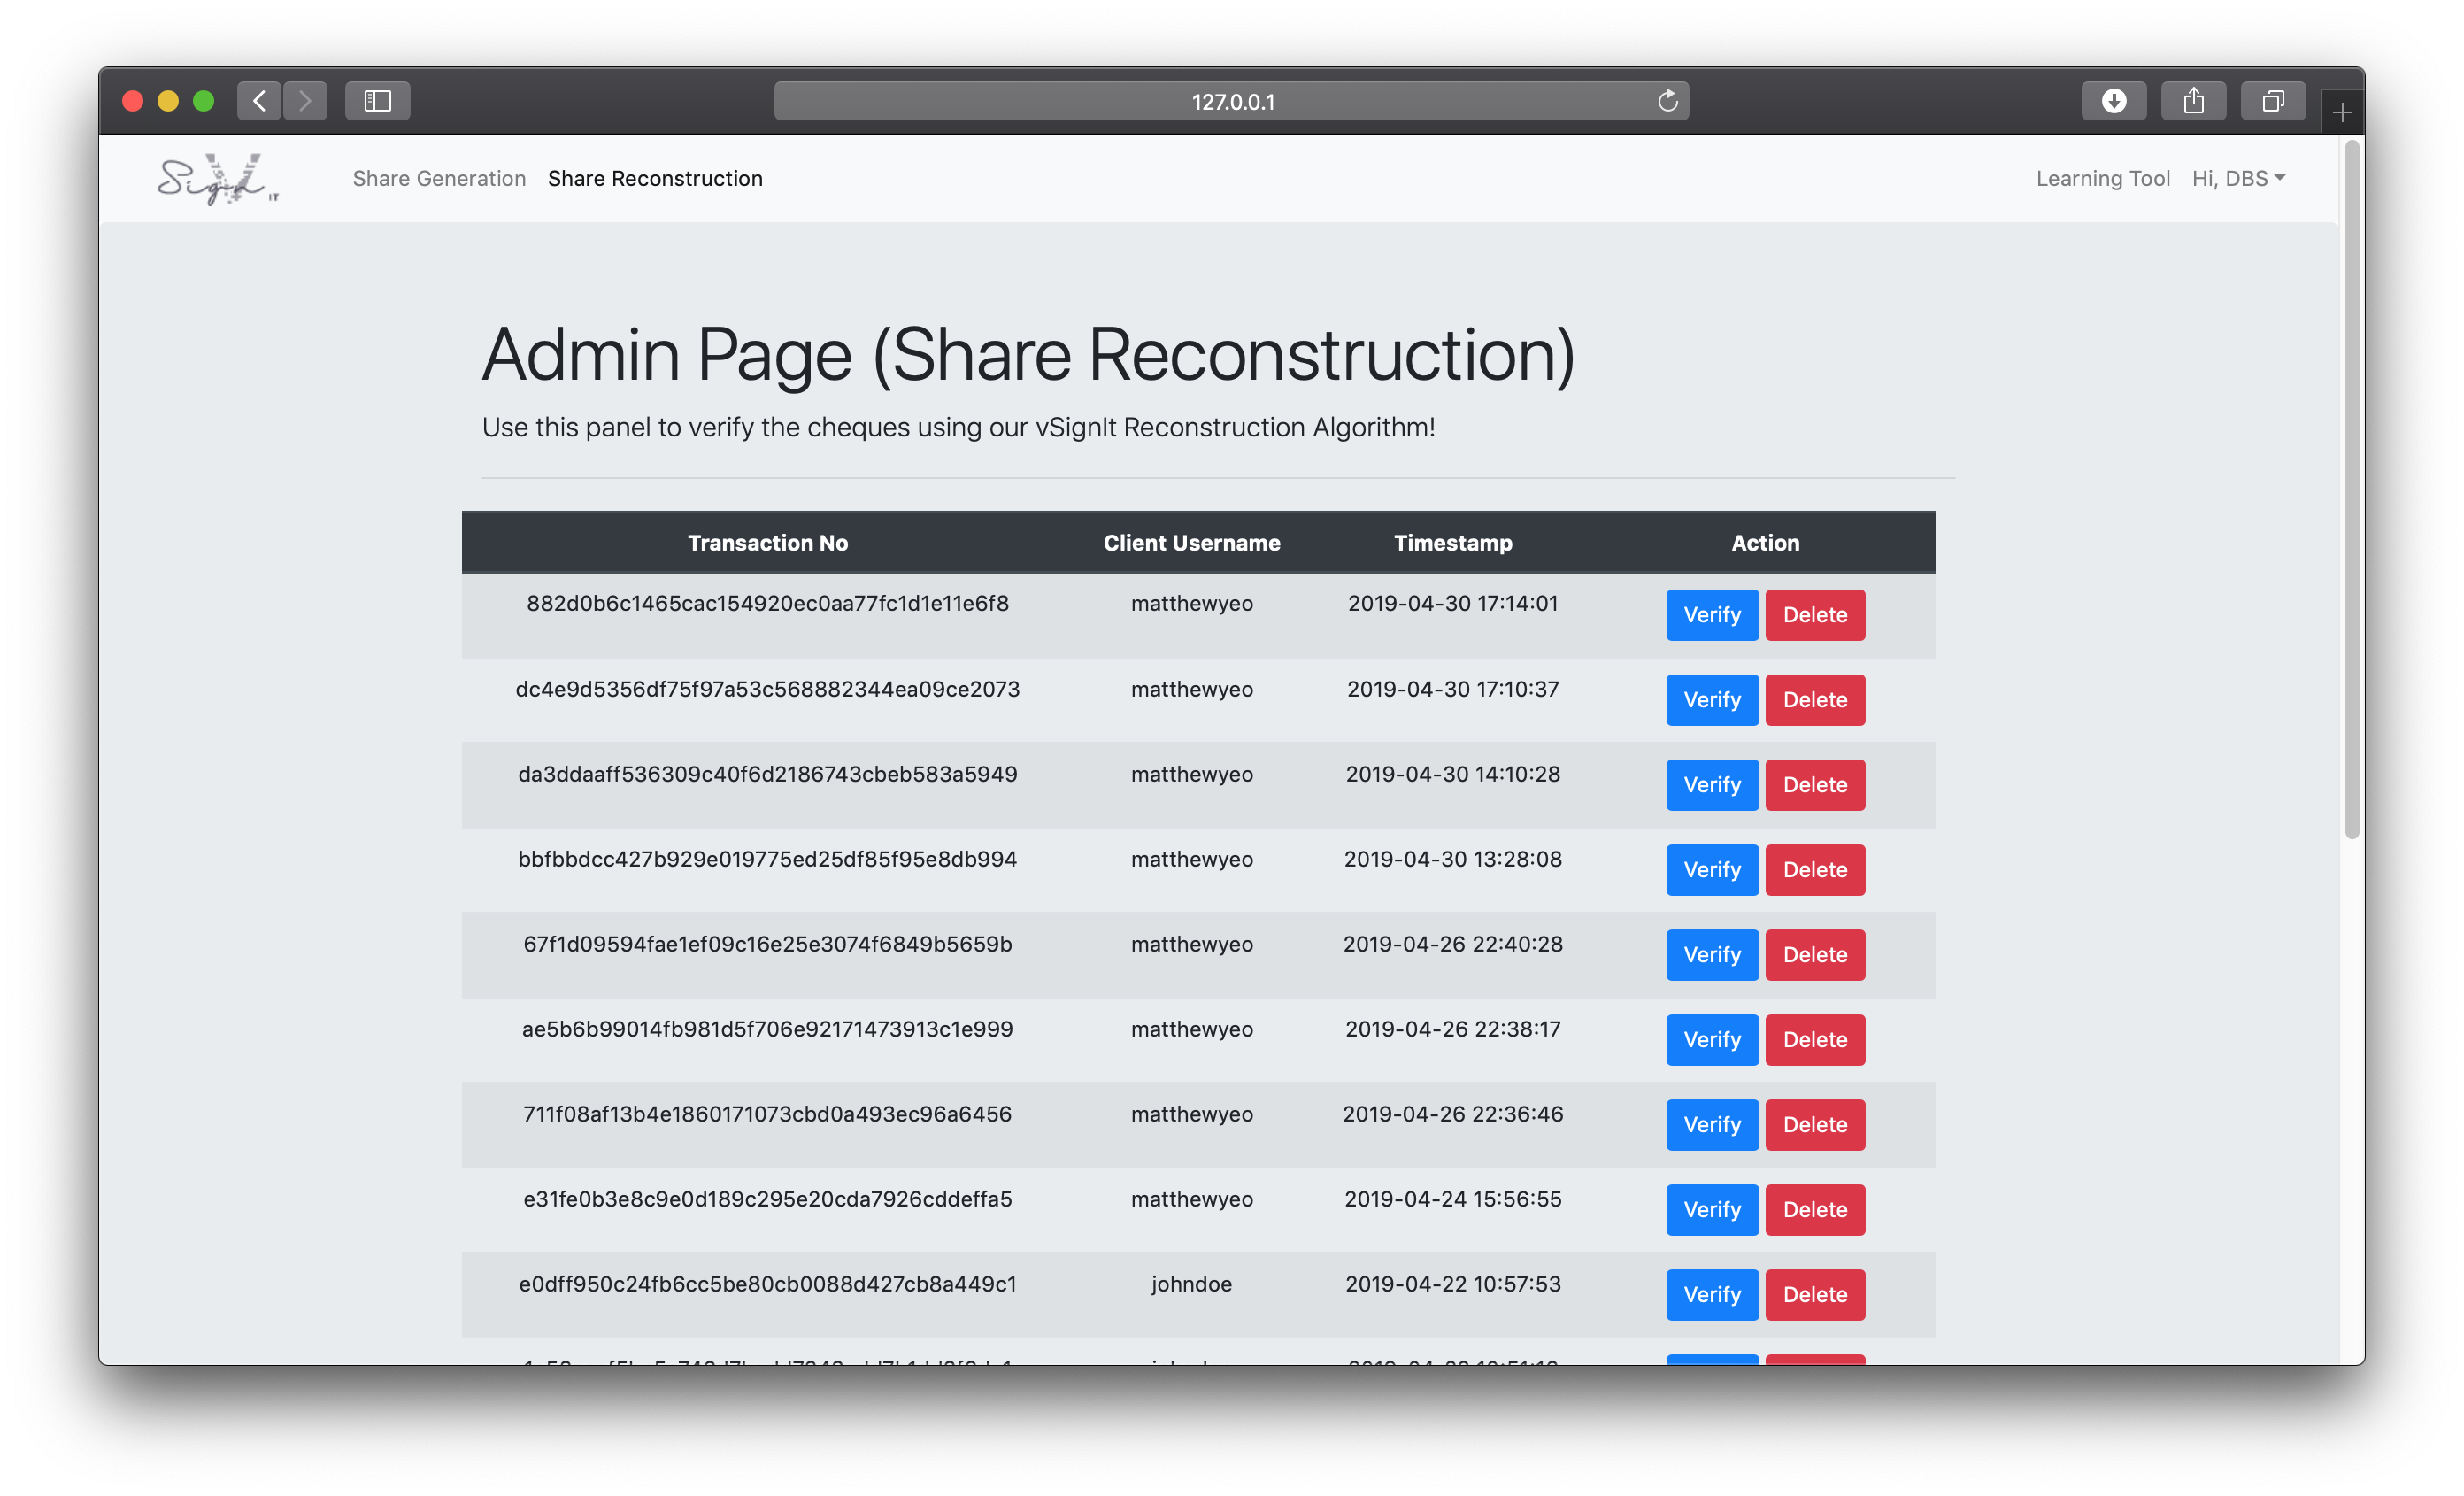 127.0.0.1
Sign V IT
Share Generation Share Reconstruction Learning Tool Hi, DBS
Admin Page (Share Reconstruction)
Use this panel to verify the cheques using our vSignIt Reconstruction Algorithm!
Transaction No Client Username Timestamp Action
882d0b6c1465cac154920ec0aa77fc1d1e11e6f8 matthewyeo 2019-04-30 17:14:01 Verify Delete
dc4e9d5356df75f97a53c568882344ea09ce2073 matthewyeo 2019-04-30 17:10:37 Verify Delete
da3ddaaff536309c40f6d2186743cbeb583a5949 matthewyeo 2019-04-30 14:10:28 Verify Delete
bbfbbdcc427b929e019775ed25df85f95e8db994 matthewyeo 2019-04-30 13:28:08 Verify Delete
67f1d09594fae1ef09c16e25e3074f6849b5659b matthewyeo 2019-04-26 22:40:28 Verify Delete
ae5b6b99014fb981d5f706e92171473913c1e999 matthewyeo 2019-04-26 22:38:17 Verify Delete
711f08af13b4e1860171073cbd0a493ec96a6456 matthewyeo 2019-04-26 22:36:46 Verify Delete
e31fe0b3e8c9e0d189c295e20cda7926cddeffa5 matthewyeo 2019-04-24 15:56:55 Verify Delete
e0dff950c24fb6cc5be80cb0088d427cb8a449c1 johndoe 2019-04-22 10:57:53 Verify Delete